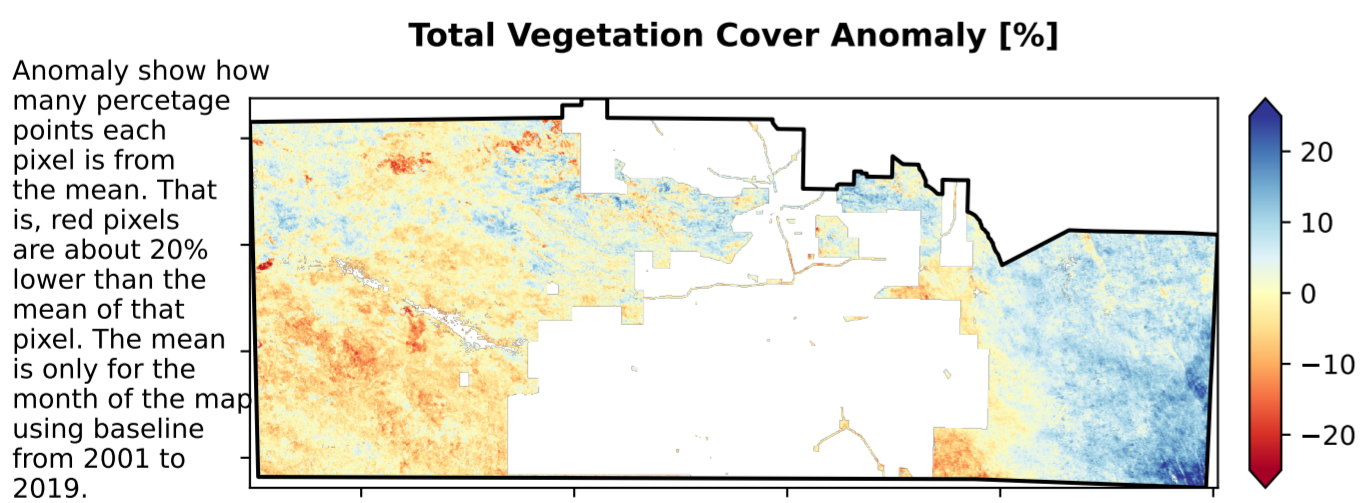 Total Vegetation Cover Anomaly [%]
Anomaly show how
many percetage
points each
pixel is from
the mean. That
is, red pixels
are about 20%
lower than the
mean of that
pixel. The mean
is only for the
month of the map
using baseline
from 2001 to
2019.
20
10
0
−10
−20